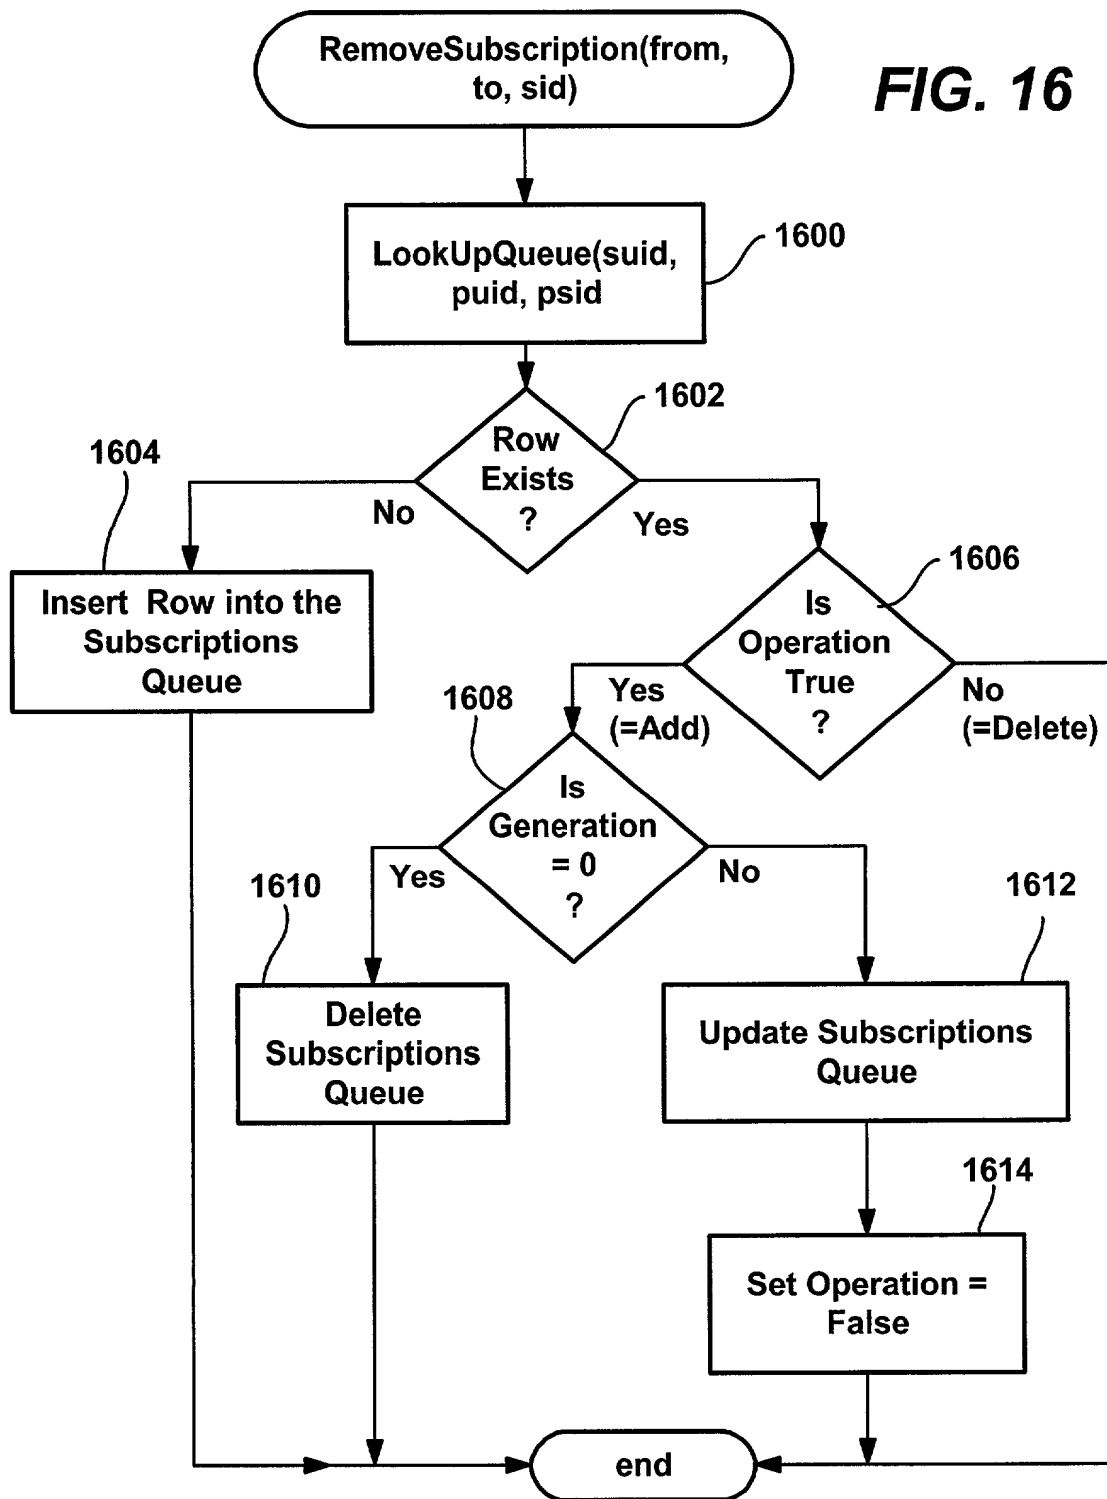 RemoveSubscription(from,
to, sid)
FIG. 16
LookUpQueue(suid,
puid, psid
1600
Row
Exists
?
1602
No
Yes
1604
Insert Row into the
Subscriptions
Queue
Is
Operation
True
?
1606
Yes
(=Add)
No
(=Delete)
1608
Is
Generation
= 0
?
Yes
No
1610
Delete
Subscriptions
Queue
1612
Update Subscriptions
Queue
1614
Set Operation =
False
end